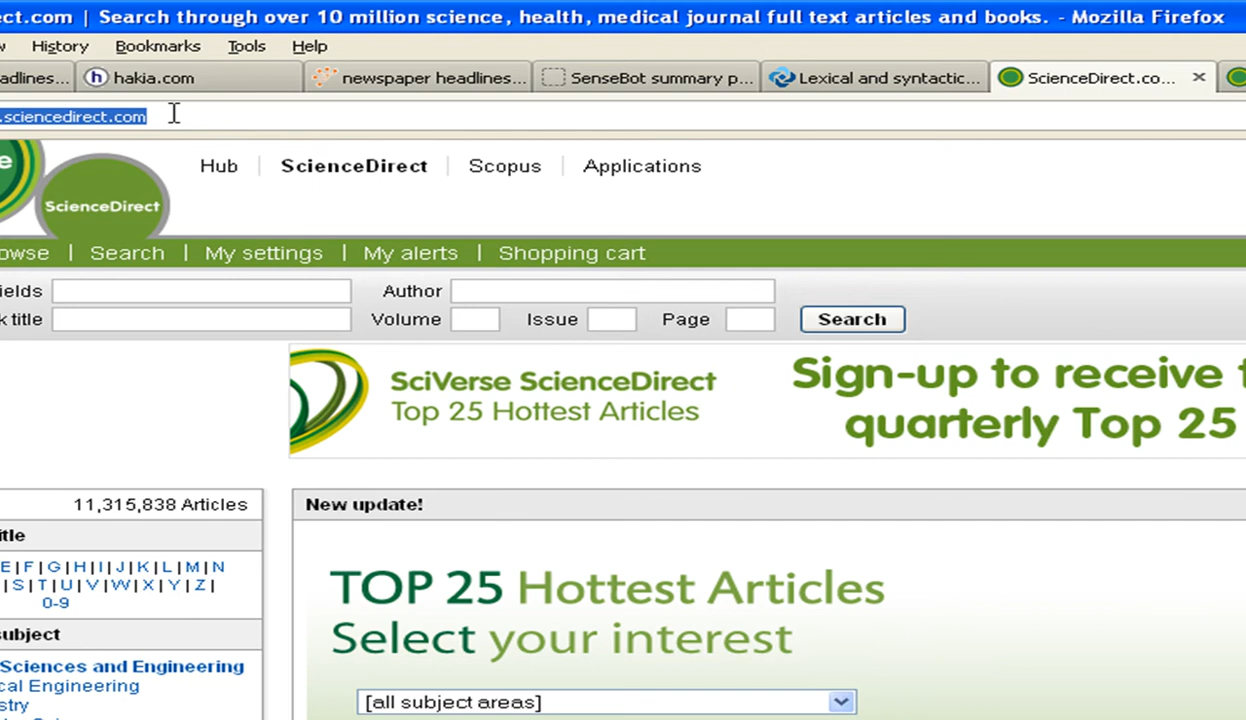 ct.com | Search through over 10 million science, health, medical journal full text articles and books. - Mozilla Firefox
w History Bookmarks Tools Help
adlines... hakia.com newspaper headlines... SenseBot summary p... Lexical and syntactic... ScienceDirect.co...
.sciencedirect.com
e
ScienceDirect
Hub ScienceDirect Scopus Applications
owse | Search | My settings | My alerts | Shopping cart
ields Author
k title Volume Issue Page Search
SciVerse ScienceDirect
Top 25 Hottest Articles
Sign-up to receive t
quarterly Top 25
11,315,838 Articles
itle
E|F|G|H|I|J|K|L|M|N
|S|T|U|V|W|X|Y|Z|
0-9
subject
Sciences and Engineering
cal Engineering
stry
New update!
TOP 25 Hottest Articles
Select your interest
[all subject areas]